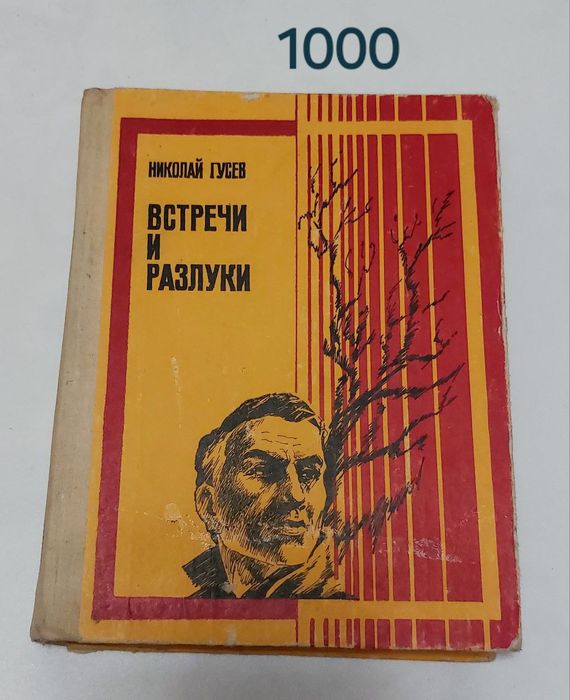 1000
НИКОЛАЙ ГУСЕВ
ВСТРЕЧИ
И
РАЗЛУКИ